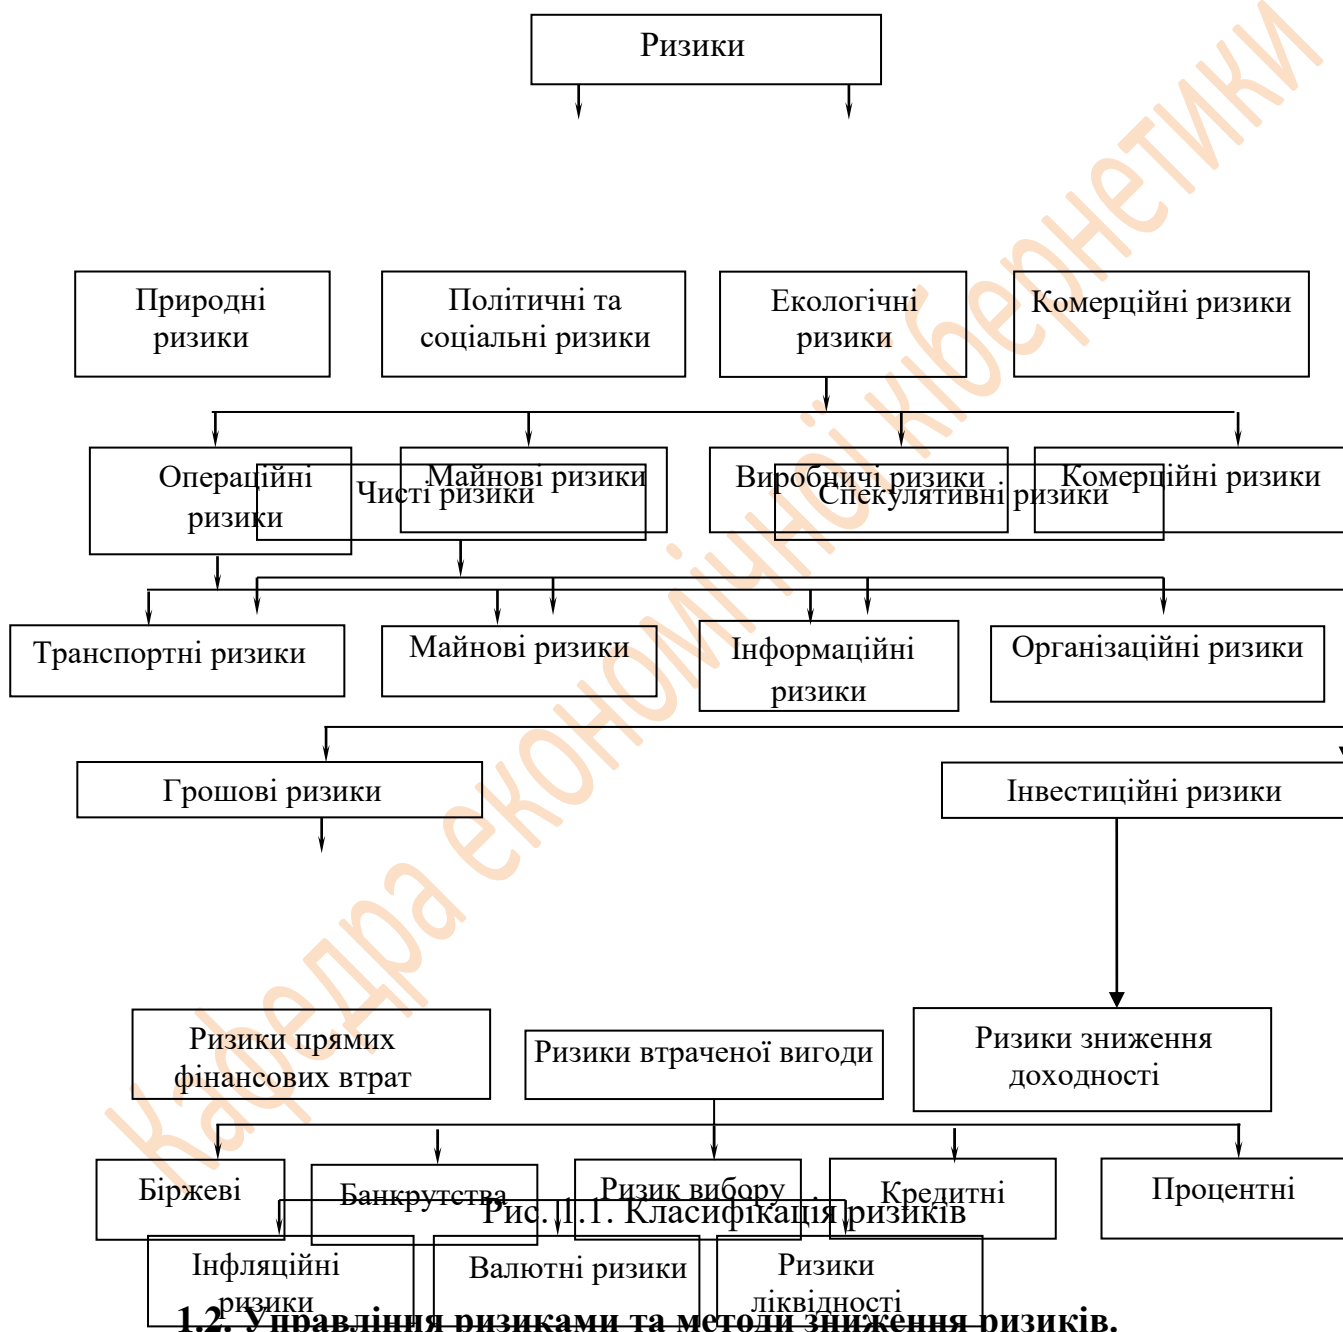 Ризики
Природні
ризики
Політичні та
соціальні ризики
Екологічні
ризики
Комерційні ризики
Операційні
ризики
Чисті ризики
Майнові ризики
Виробничі ризики
Спекулятивні ризики
Комерційні ризики
Транспортні ризики
Майнові ризики
Інформаційні
ризики
Організаційні ризики
Грошові ризики
Інвестиційні ризики
Ризики прямих
фінансових втрат
Ризики втраченої вигоди
Ризики зниження
доходності
Біржеві
Банкрутства
Ризик вибору
Кредитні
Процентні
Рис. 1.1. Класифікація ризиків
Інфляційні
ризики
Валютні ризики
Ризики
ліквідності
1.2. Управління ризиками та методи зниження ризиків.
Кафедра економічної кібернетики